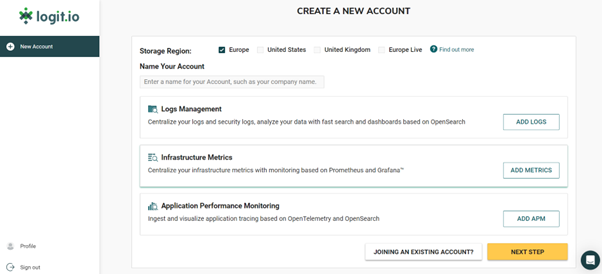 logit.io
CREATE A NEW ACCOUNT
New Account
Storage Region: Europe United States United Kingdom Europe Live Find out more
Name Your Account
Enter a name for your Account, such as your company name.
Logs Management
Centralize your logs and security logs, analyze your data with fast search and dashboards based on OpenSearch
ADD LOGS
Infrastructure Metrics
Centralize your infrastructure metrics with monitoring based on Prometheus and Grafana™
ADD METRICS
Application Performance Monitoring
Ingest and visualize application tracing based on OpenTelemetry and OpenSearch
ADD APM
Profile
JOINING AN EXISTING ACCOUNT? NEXT STEP
Sign out